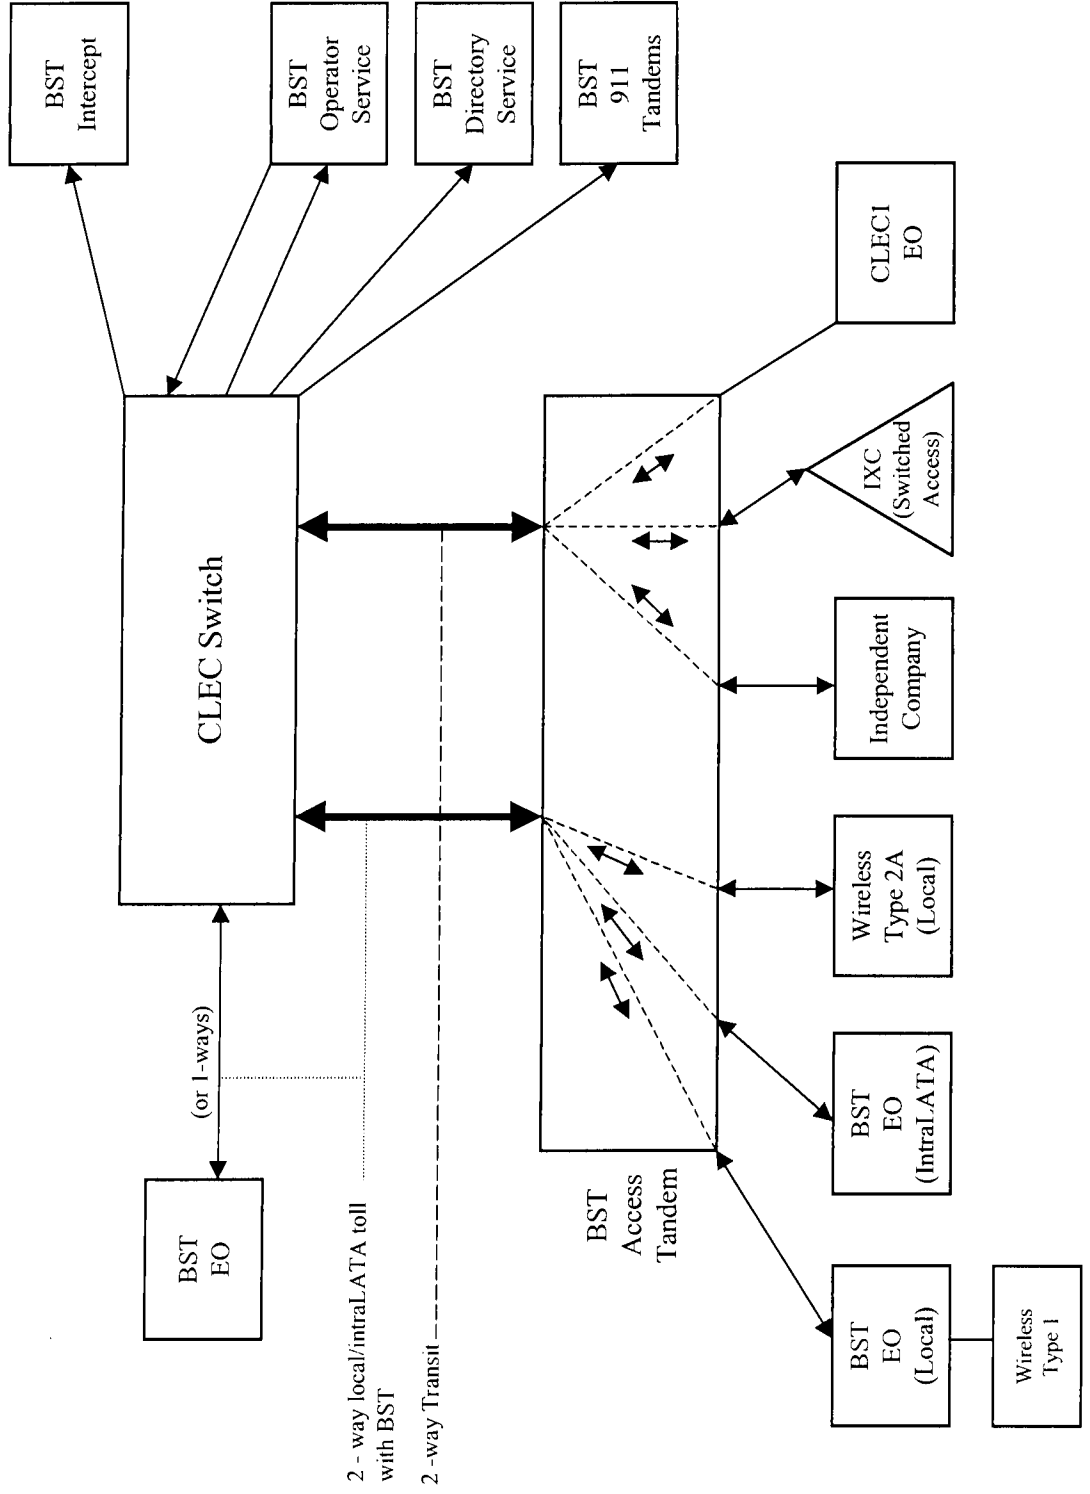 BST
EO
(or 1-ways)
CLEC Switch
BST
Intercept
BST
Operator
Service
BST
Directory
Service
BST
911
Tandems
2 - way local/intraLATA toll
with BST
2 -way Transit
BST
Access
Tandem
BST
EO
(Local)
BST
EO
(IntraLATA)
Wireless
Type 2A
(Local)
Independent
Company
IXC
(Switched
Access)
CLEC1
EO
Wireless
Type 1